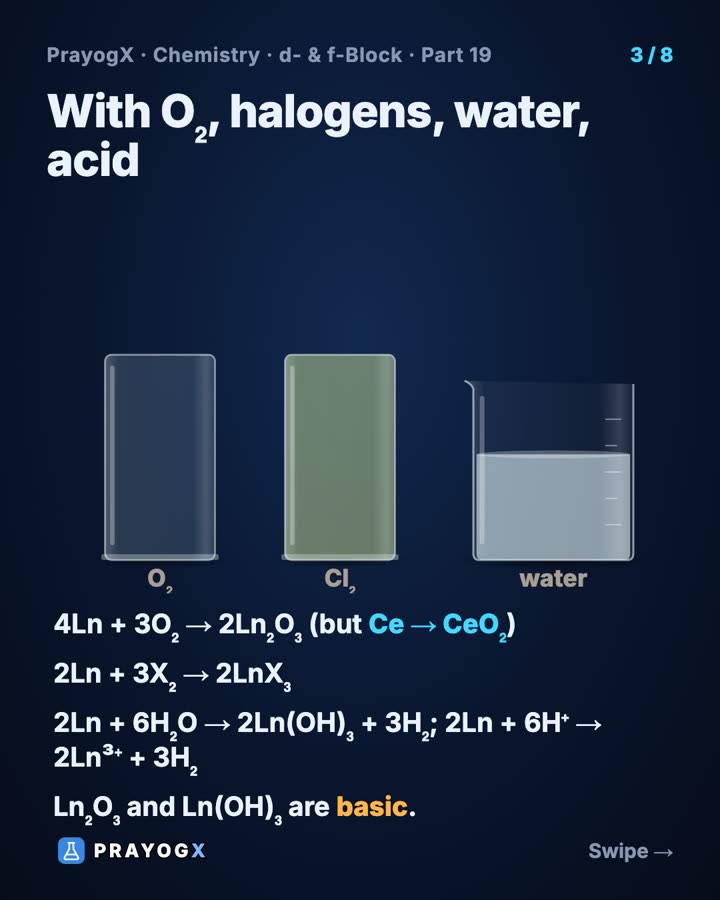 PrayogX · Chemistry · d- & f-Block · Part 19
3 / 8
With O₂, halogens, water,
acid
O₂
Cl₂
water
4Ln + 3O₂ → 2Ln₂O₃ (but Ce → CeO₂)
2Ln + 3X₂ → 2LnX₃
2Ln + 6H₂O → 2Ln(OH)₃ + 3H₂; 2Ln + 6H⁺ →
2Ln³⁺ + 3H₂
Ln₂O₃ and Ln(OH)₃ are basic.
PRAYOGX
Swipe →